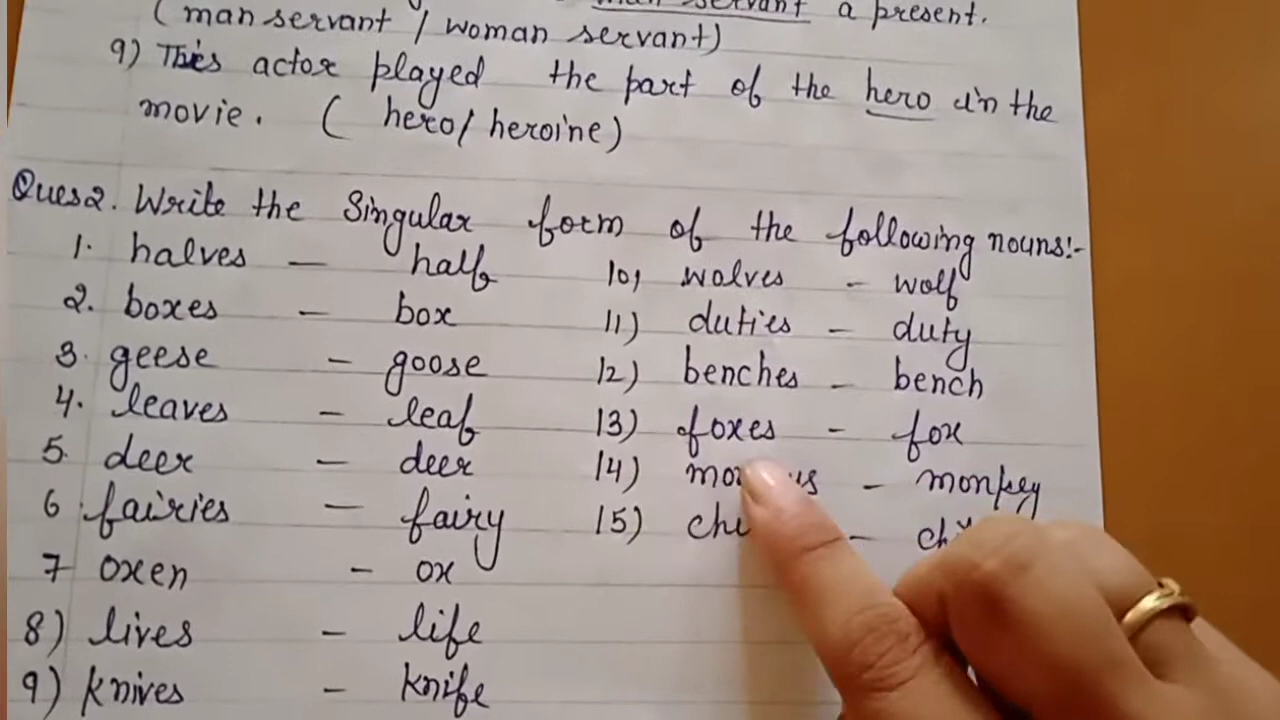 man servant a present.
(man servant / woman servant)
9) This actor played the part of the hero in the
movie. ( hero/ heroine)
Ques2. Write the Singular form of the following nouns:-
1. halves - half
2. boxes - box
3. geese - goose
4. leaves - leaf
5. deer - deer
6. fairies - fairy
7 oxen - ox
8) lives - life
9) knives - knife
10) wolves - wolf
11) duties - duty
12) benches - bench
13) foxes - fox
14) - monkey
15) -